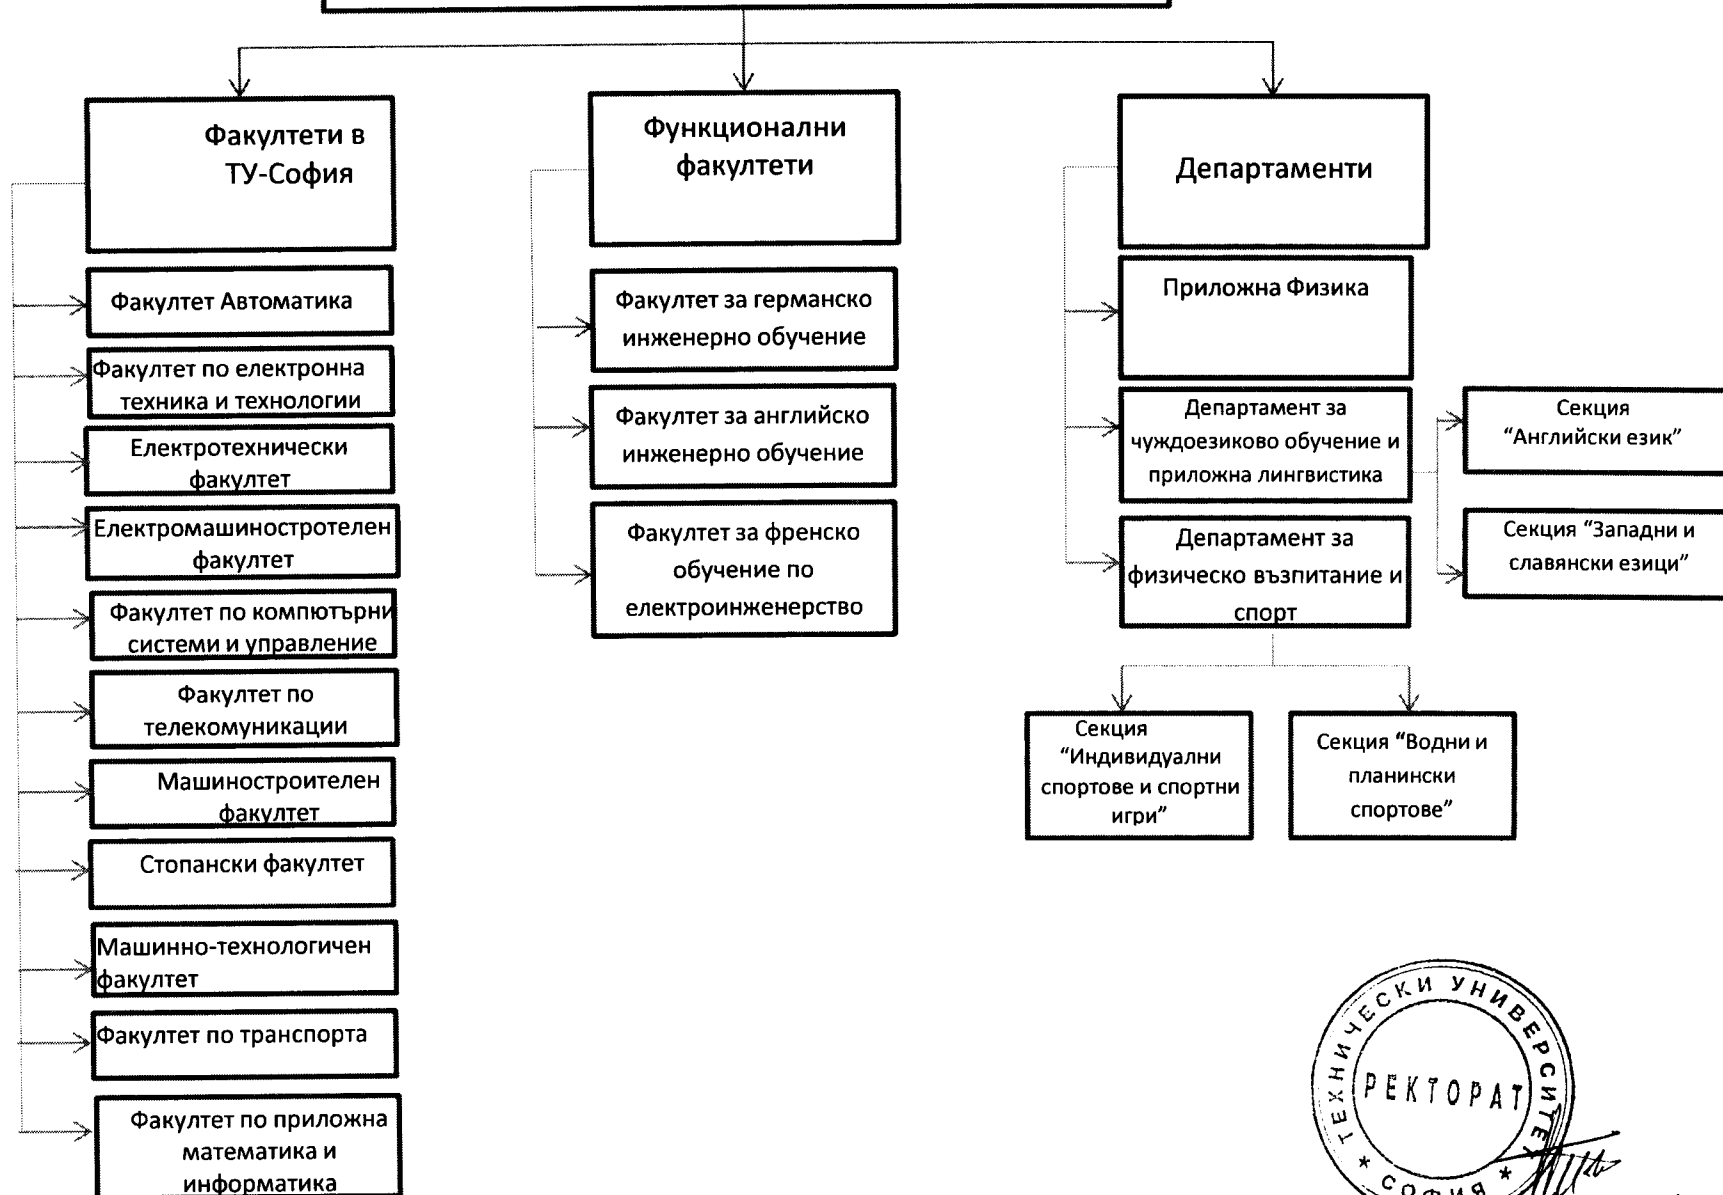 Факултети в
ТУ-София
Факултет Автоматика
Факултет по електронна
техника и технологии
Електротехнически
факултет
Електромашиностротелен
факултет
Факултет по компютърни
системи и управление
Факултет по
телекомуникации
Машиностроителен
факултет
Стопански факултет
Машинно-технологичен
факултет
Факултет по транспорта
Факултет по приложна
математика и
информатика
Функционални
факултети
Факултет за германско
инженерно обучение
Факултет за английско
инженерно обучение
Факултет за френско
обучение по
електроинженерство
Департаменти
Приложна Физика
Департамент за
чуждоезиково обучение и
приложна лингвистика
Секция
“Английски език”
Секция “Западни и
славянски езици”
Департамент за
физическо възпитание и
спорт
Секция
“Индивидуални
спортове и спортни
игри”
Секция “Водни и
планински
спортове”
ТЕХНИЧЕСКИ УНИВЕРСИТЕТ
РЕКТОРАТ
* СОФИЯ *